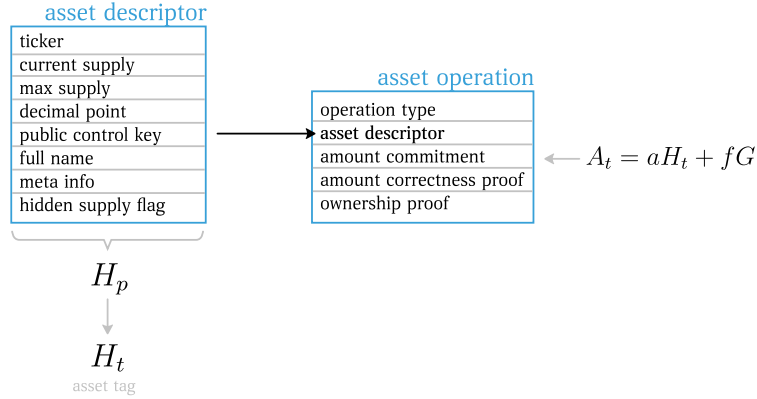 asset descriptor
ticker
current supply
max supply
decimal point
public control key
full name
meta info
hidden supply flag
H_p
H_t
asset tag
asset operation
operation type
asset descriptor
amount commitment
amount correctness proof
ownership proof
A_t = aH_t + fG